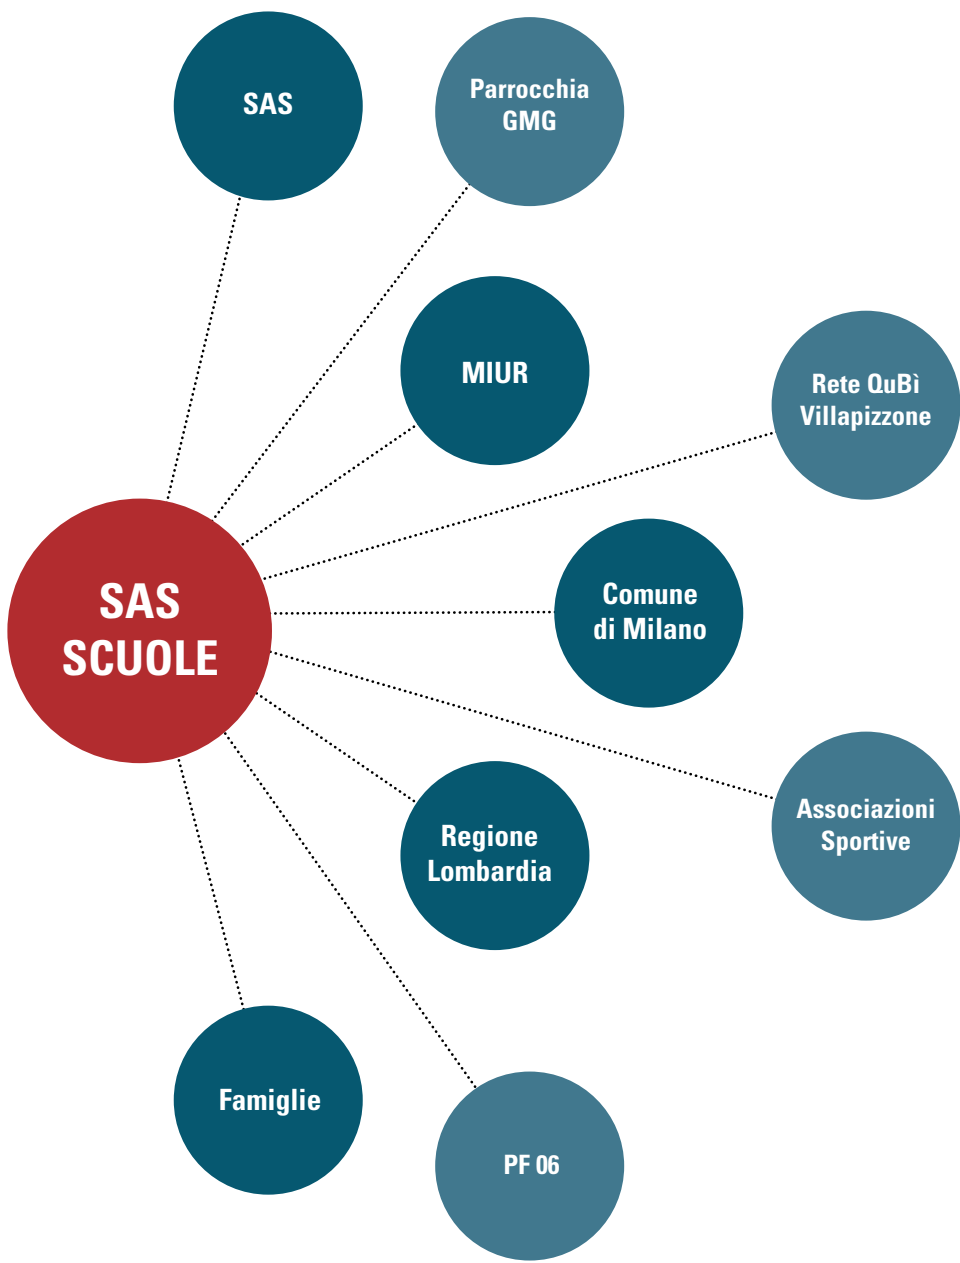 SAS
Parrocchia
GMG
MIUR
Rete QuBì
Villapizzone
SAS
SCUOLE
Comune
di Milano
Associazioni
Sportive
Regione
Lombardia
Famiglie
PF 06